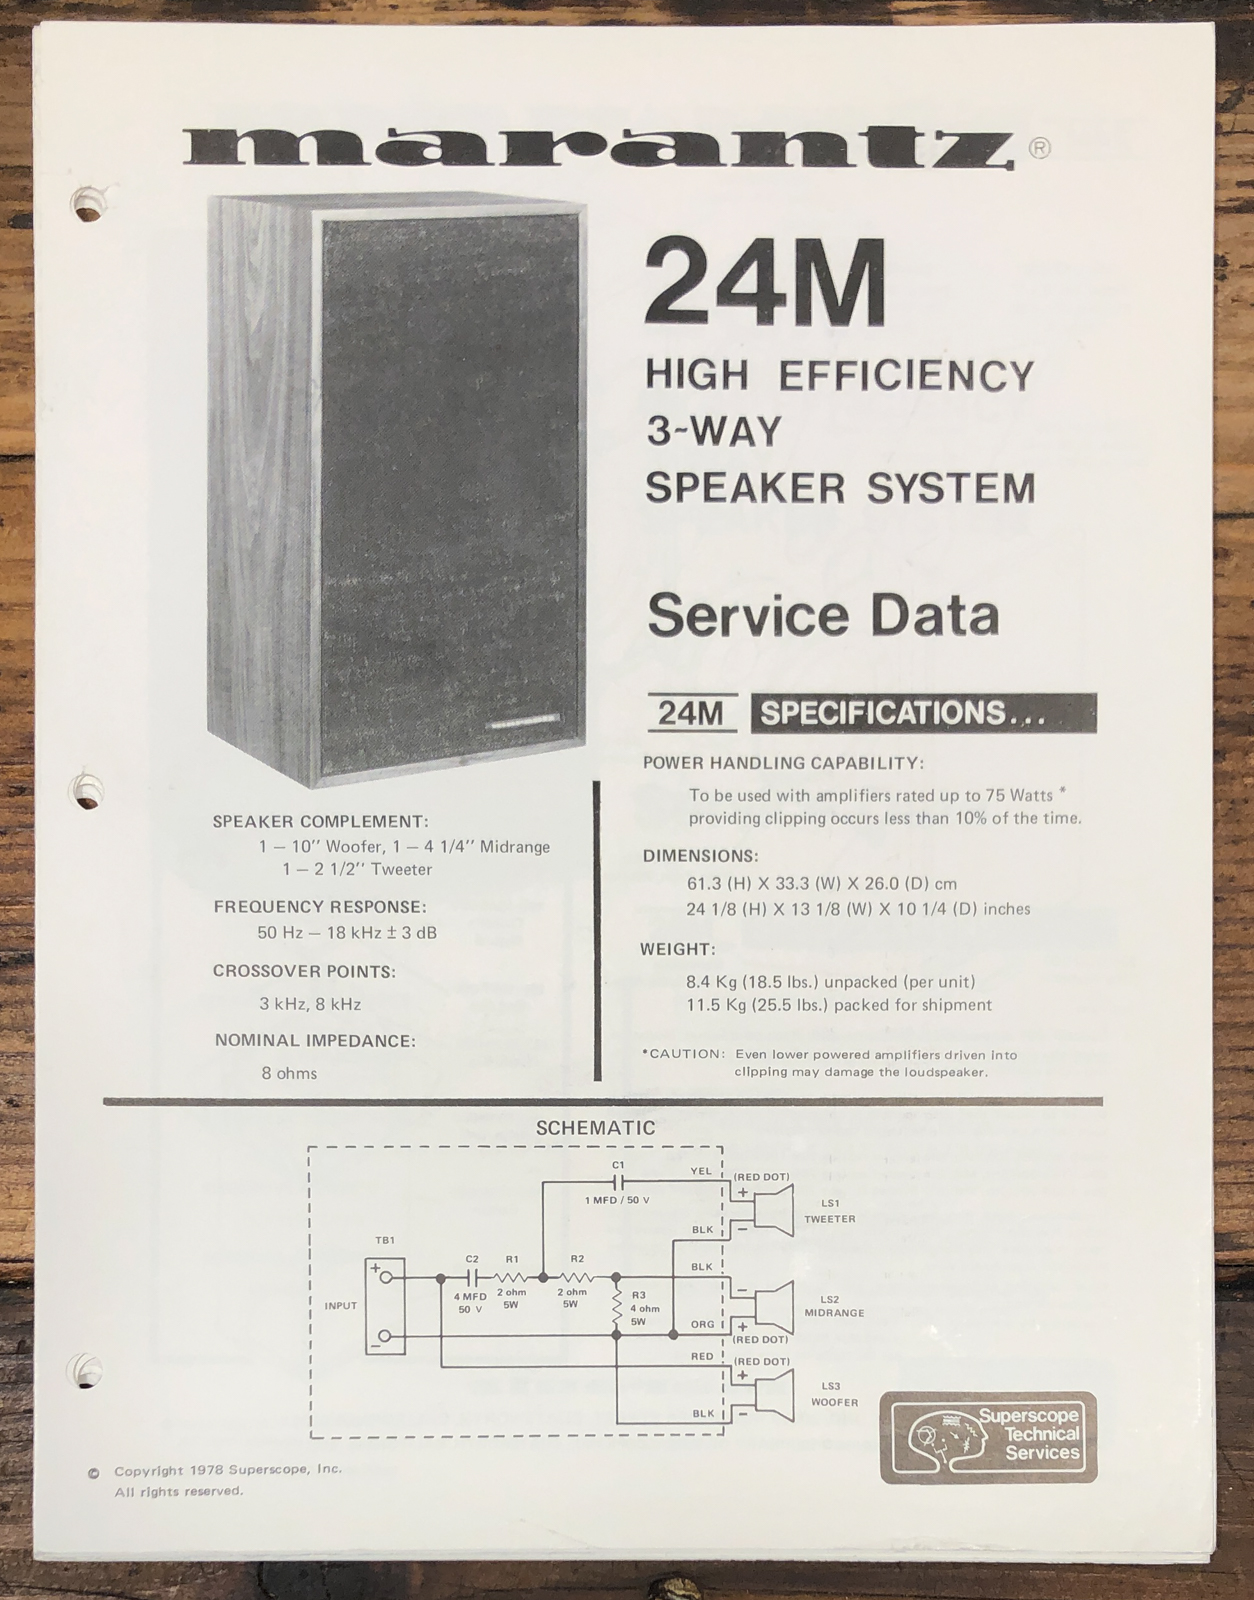 marantz®
24M
HIGH EFFICIENCY
3-WAY
SPEAKER SYSTEM
Service Data
24M SPECIFICATIONS...
POWER HANDLING CAPABILITY:
To be used with amplifiers rated up to 75 Watts *
providing clipping occurs less than 10% of the time.
DIMENSIONS:
61.3 (H) X 33.3 (W) X 26.0 (D) cm
24 1/8 (H) X 13 1/8 (W) X 10 1/4 (D) inches
WEIGHT:
8.4 Kg (18.5 lbs.) unpacked (per unit)
11.5 Kg (25.5 lbs.) packed for shipment
*CAUTION: Even lower powered amplifiers driven into
clipping may damage the loudspeaker.
SPEAKER COMPLEMENT:
1 — 10" Woofer, 1 — 4 1/4" Midrange
1 — 2 1/2" Tweeter
FREQUENCY RESPONSE:
50 Hz — 18 kHz ± 3 dB
CROSSOVER POINTS:
3 kHz, 8 kHz
NOMINAL IMPEDANCE:
8 ohms
SCHEMATIC
C1
1 MFD / 50 V
YEL
(RED DOT)
+
LS1
TWEETER
BLK
−
TB1
+
INPUT
−
C2
4 MFD
50 V
R1
2 ohm
5W
R2
2 ohm
5W
R3
4 ohm
5W
BLK
−
LS2
MIDRANGE
ORG
+
(RED DOT)
RED
(RED DOT)
+
LS3
WOOFER
BLK
−
Superscope
Technical
Services
© Copyright 1978 Superscope, Inc.
All rights reserved.